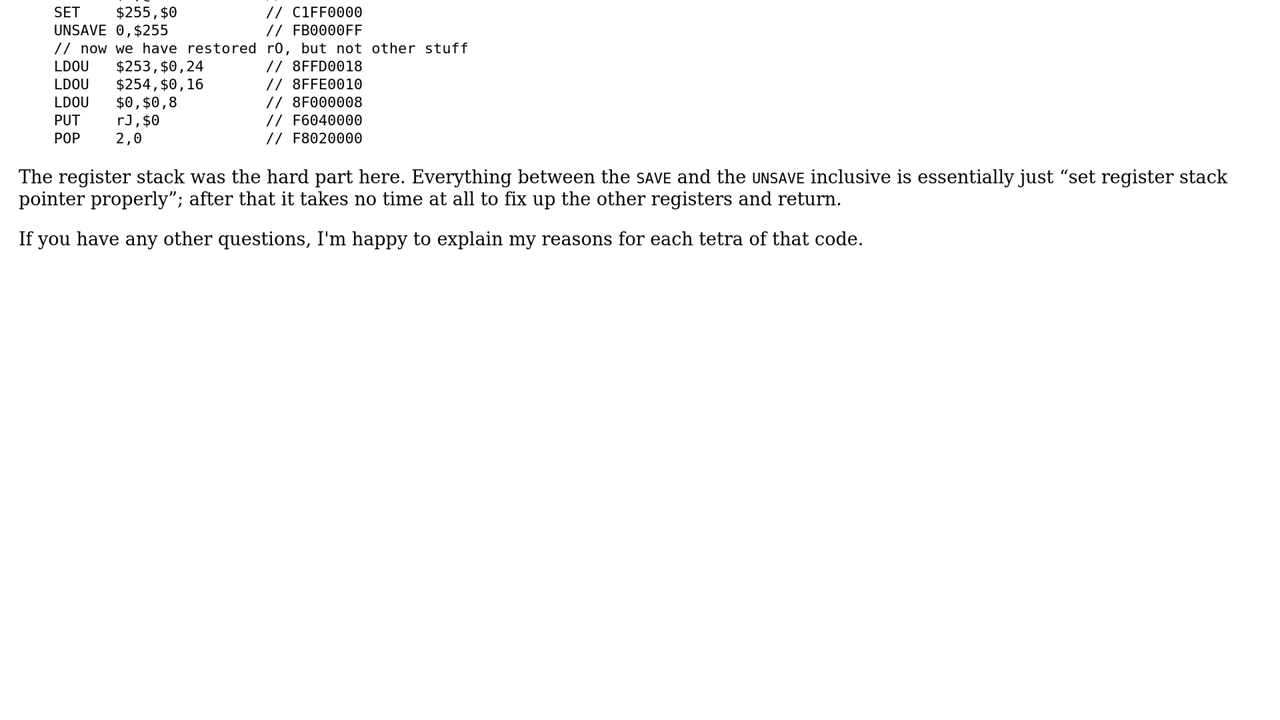 SET    $255,$0          // C1FF0000
UNSAVE 0,$255           // FB0000FF
// now we have restored rO, but not other stuff
LDOU   $253,$0,24       // 8FFD0018
LDOU   $254,$0,16       // 8FFE0010
LDOU   $0,$0,8          // 8F000008
PUT    rJ,$0            // F6040000
POP    2,0              // F8020000
The register stack was the hard part here. Everything between the SAVE and the UNSAVE inclusive is essentially just “set register stack
pointer properly”; after that it takes no time at all to fix up the other registers and return.
If you have any other questions, I'm happy to explain my reasons for each tetra of that code.